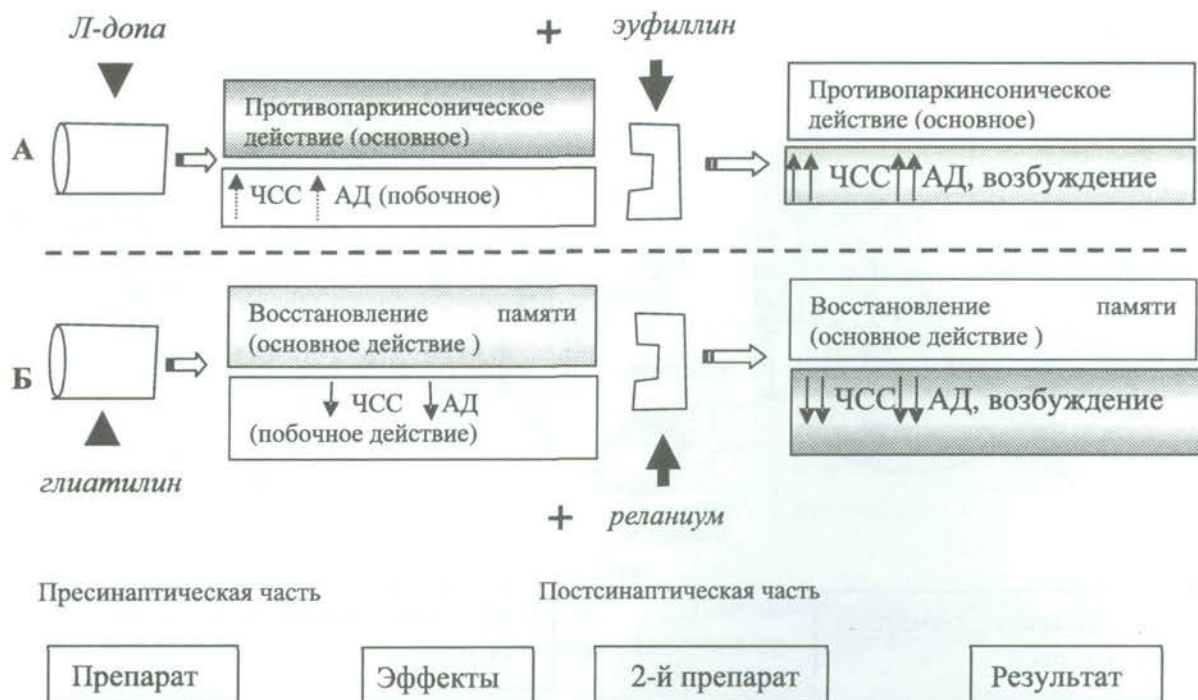 Л-допа + эуфиллин
А
Противопаркинсоническое
действие (основное)
ЧСС АД (побочное)
Противопаркинсоническое
действие (основное)
ЧСС АД, возбуждение
Б
Восстановление памяти
(основное действие )
ЧСС АД
(побочное действие)
Восстановление памяти
(основное действие )
ЧСС АД, возбуждение
глиатилин
+ реланиум
Пресинаптическая часть Постсинаптическая часть
Препарат Эффекты 2-й препарат Результат